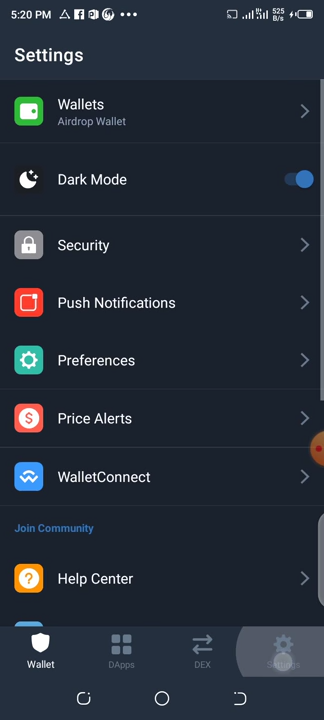 5:20 PM
525
B/s
Settings
Wallets
Airdrop Wallet
Dark Mode
Security
Push Notifications
Preferences
Price Alerts
WalletConnect
Join Community
Help Center
Wallet
DApps
DEX
Settings